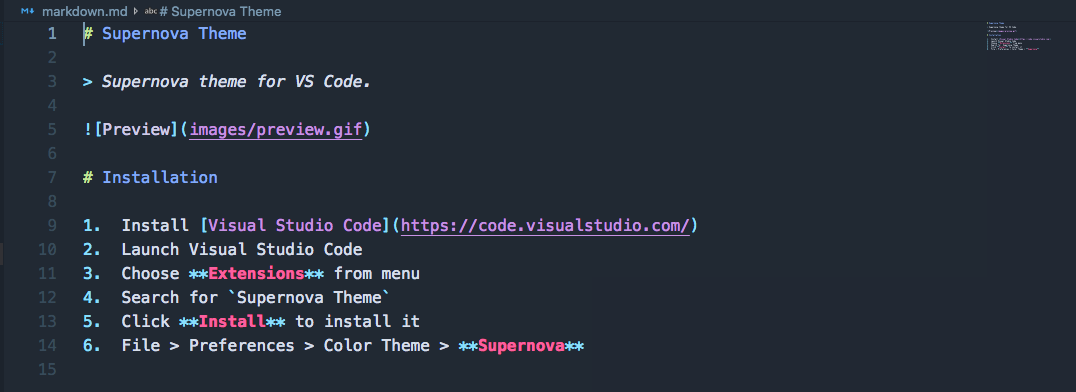 markdown.md > abc # Supernova Theme
1 # Supernova Theme
2
3 > Supernova theme for VS Code.
4
5 ![Preview](images/preview.gif)
6
7 # Installation
8
9 1. Install [Visual Studio Code](https://code.visualstudio.com/)
10 2. Launch Visual Studio Code
11 3. Choose **Extensions** from menu
12 4. Search for `Supernova Theme`
13 5. Click **Install** to install it
14 6. File > Preferences > Color Theme > **Supernova**
15